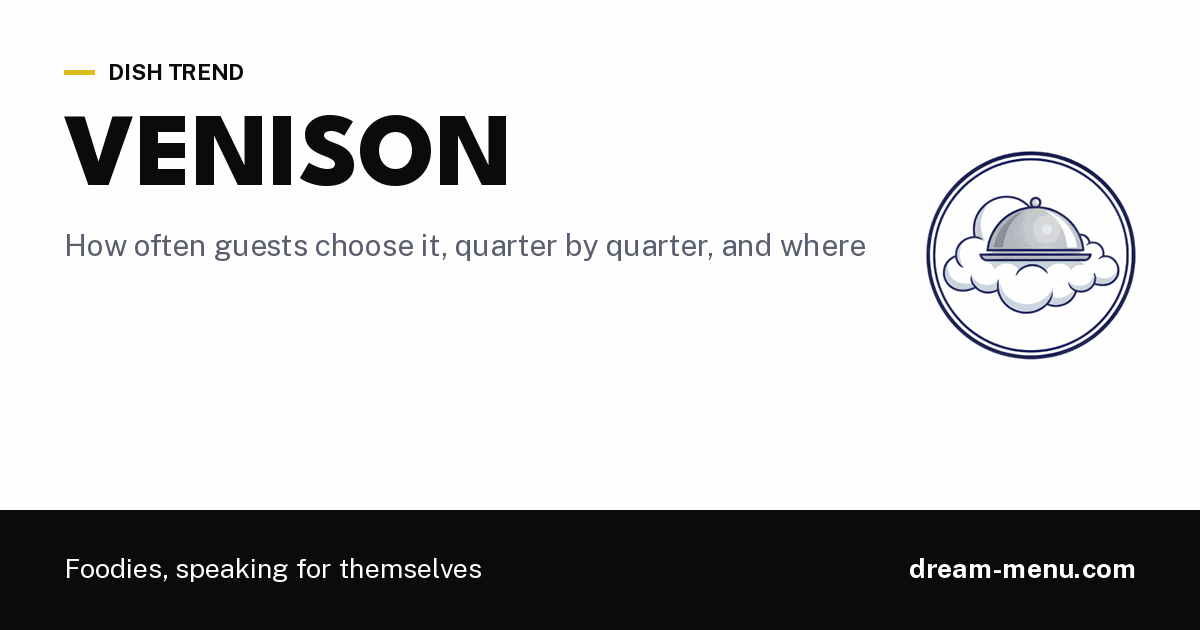 DISH TREND
VENISON
How often guests choose it, quarter by quarter, and where
Foodies, speaking for themselves
dream-menu.com